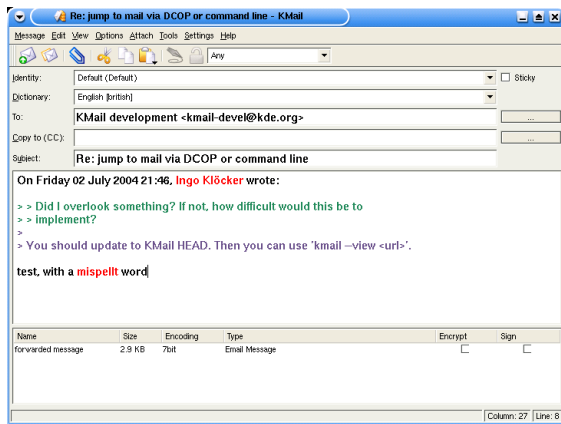 Re: jump to mail via DCOP or command line - KMail
Message Edit View Options Attach Tools Settings Help
Any
Identity: Default (Default) Sticky
Dictionary: English [british]
To: KMail development <kmail-devel@kde.org> ...
Copy to (CC): ...
Subject: Re: jump to mail via DCOP or command line
On Friday 02 July 2004 21:46, Ingo Klöcker wrote:
> > Did I overlook something? If not, how difficult would this be to
> > implement?
>
> You should update to KMail HEAD. Then you can use 'kmail --view <url>'.
test, with a mispellt word
Name Size Encoding Type Encrypt Sign
forwarded message 2.9 KB 7bit Email Message
Column: 27 Line: 8